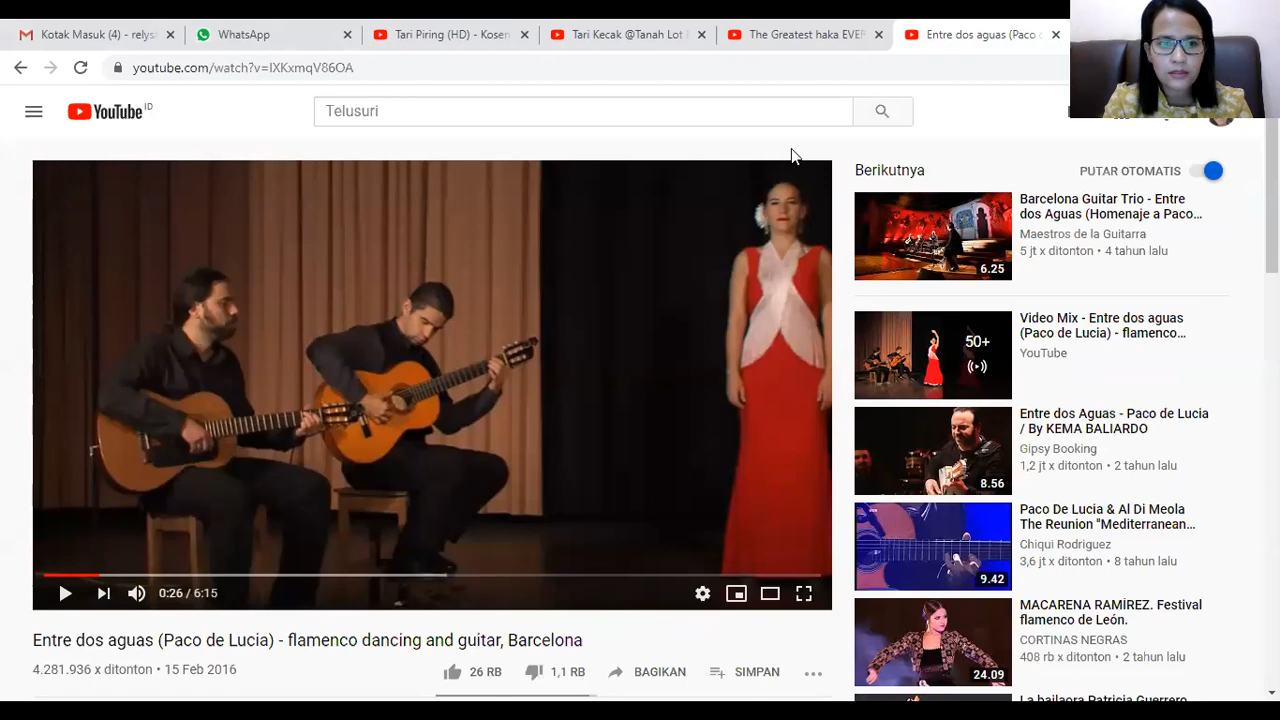 Kotak Masuk (4) - relys
WhatsApp
Tari Piring (HD) - Kosen
Tari Kecak @Tanah Lot
The Greatest haka EVER
Entre dos aguas (Paco
youtube.com/watch?v=lXKxmqV86OA
YouTube ID
Telusuri
Berikutnya
PUTAR OTOMATIS
Barcelona Guitar Trio - Entre
dos Aguas (Homenaje a Paco...
Maestros de la Guitarra
5 jt x ditonton • 4 tahun lalu
6.25
Video Mix - Entre dos aguas
(Paco de Lucia) - flamenco...
YouTube
50+
Entre dos Aguas - Paco de Lucia
/ By KEMA BALIARDO
Gipsy Booking
1,2 jt x ditonton • 2 tahun lalu
8.56
Paco De Lucia & Al Di Meola
The Reunion "Mediterranean...
Chiqui Rodriguez
3,6 jt x ditonton • 8 tahun lalu
9.42
MACARENA RAMÍREZ. Festival
flamenco de León.
CORTINAS NEGRAS
408 rb x ditonton • 2 tahun lalu
24.09
La bailaora Patricia Guerrero
0:26 / 6:15
Entre dos aguas (Paco de Lucia) - flamenco dancing and guitar, Barcelona
4.281.936 x ditonton • 15 Feb 2016
26 RB
1,1 RB
BAGIKAN
SIMPAN